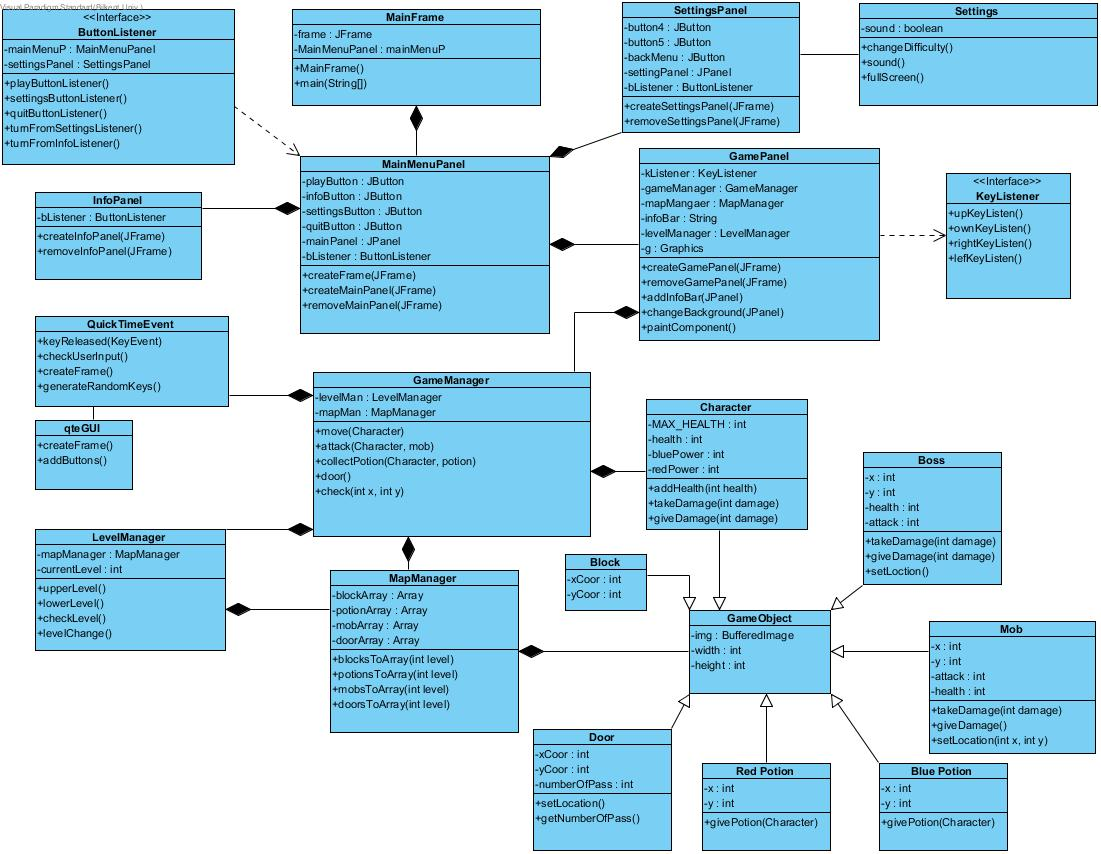 Visual Paradigm Standard(Bilkent Univ.)
<<Interface>>
ButtonListener
-mainMenuP : MainMenuPanel
-settingsPanel : SettingsPanel
+playButtonListener()
+settingsButtonListener()
+quitButtonListener()
+turnFromSettingsListener()
+turnFromInfoListener()
MainFrame
-frame : JFrame
-MainMenuPanel : mainMenuP
+MainFrame()
+main(String[])
SettingsPanel
-button4 : JButton
-button5 : JButton
-backMenu : JButton
-settingPanel : JPanel
-bListener : ButtonListener
+createSettingsPanel(JFrame)
+removeSettingsPanel(JFrame)
Settings
-sound : boolean
+changeDifficulty()
+sound()
+fullScreen()
InfoPanel
-bListener : ButtonListener
+createInfoPanel(JFrame)
+removeInfoPanel(JFrame)
MainMenuPanel
-playButton : JButton
-infoButton : JButton
-settingsButton : JButton
-quitButton : JButton
-mainPanel : JPanel
-bListener : ButtonListener
+createFrame(JFrame)
+createMainPanel(JFrame)
+removeMainPanel(JFrame)
GamePanel
-kListener : KeyListener
-gameManager : GameManager
-mapMangaer : MapManager
-infoBar : String
-levelManager : LevelManager
-g : Graphics
+createGamePanel(JFrame)
+removeGamePanel(JFrame)
+addInfoBar(JPanel)
+changeBackground(JPanel)
+paintComponent()
<<Interface>>
KeyListener
+upKeyListen()
+ownKeyListen()
+rightKeyListen()
+lefKeyListen()
QuickTimeEvent
+keyReleased(KeyEvent)
+checkUserInput()
+createFrame()
+generateRandomKeys()
qteGUI
+createFrame()
+addButtons()
GameManager
-levelMan : LevelManager
-mapMan : MapManager
+move(Character)
+attack(Character, mob)
+collectPotion(Character, potion)
+door()
+check(int x, int y)
Character
-MAX_HEALTH : int
-health : int
-bluePower : int
-redPower : int
+addHealth(int health)
+takeDamage(int damage)
+giveDamage(int damage)
Boss
-x : int
-y : int
-health : int
-attack : int
+takeDamage(int damage)
+giveDamage(int damage)
+setLoction()
LevelManager
-mapManager : MapManager
-currentLevel : int
+upperLevel()
+lowerLevel()
+checkLevel()
+levelChange()
MapManager
-blockArray : Array
-potionArray : Array
-mobArray : Array
-doorArray : Array
+blocksToArray(int level)
+potionsToArray(int level)
+mobsToArray(int level)
+doorsToArray(int level)
Block
-xCoor : int
-yCoor : int
GameObject
-img : BufferedImage
-width : int
-height : int
Mob
-x : int
-y : int
-attack : int
-health : int
+takeDamage(int damage)
+giveDamage()
+setLocation(int x, int y)
Door
-xCoor : int
-yCoor : int
-numberOfPass : int
+setLocation()
+getNumberOfPass()
Red Potion
-x : int
-y : int
+givePotion(Character)
Blue Potion
-x : int
-y : int
+givePotion(Character)